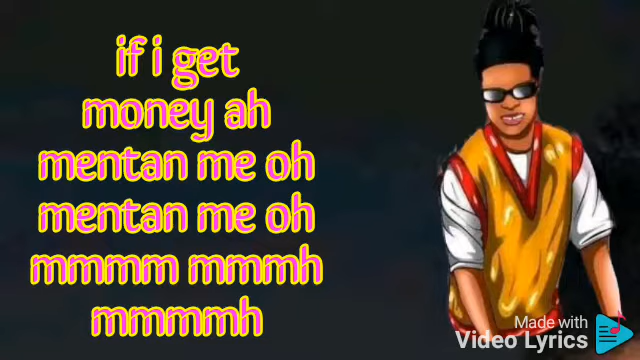 if i get
money ah
mentan me oh
mentan me oh
mmmm mmmh
mmmmh
Made with
Video Lyrics